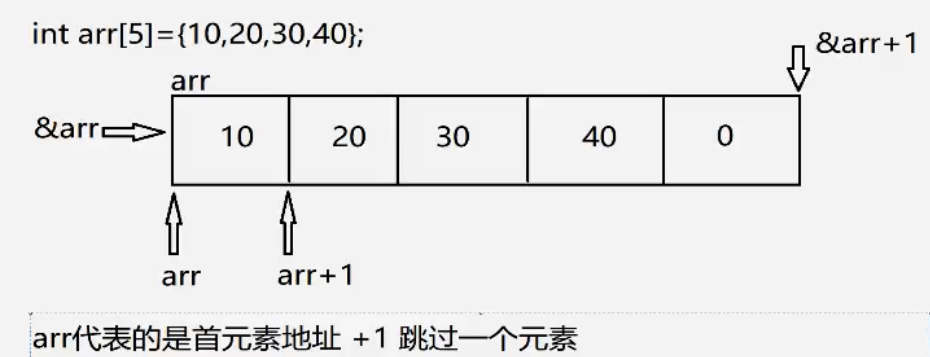 int arr[5]={10,20,30,40};
&arr+1
arr
&arr
10 20 30 40 0
arr arr+1
arr代表的是首元素地址 +1 跳过一个元素